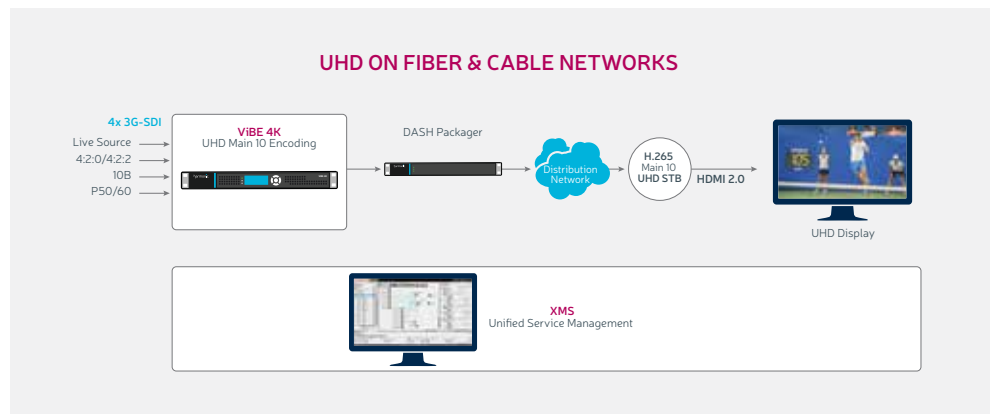 UHD ON FIBER & CABLE NETWORKS
4x 3G-SDI
Live Source
4:2:0/4:2:2
10B
P50/60
ViBE 4K
UHD Main 10 Encoding
DASH Packager
Distribution
Network
H.265
Main 10
UHD STB
HDMI 2.0
UHD Display
XMS
Unified Service Management